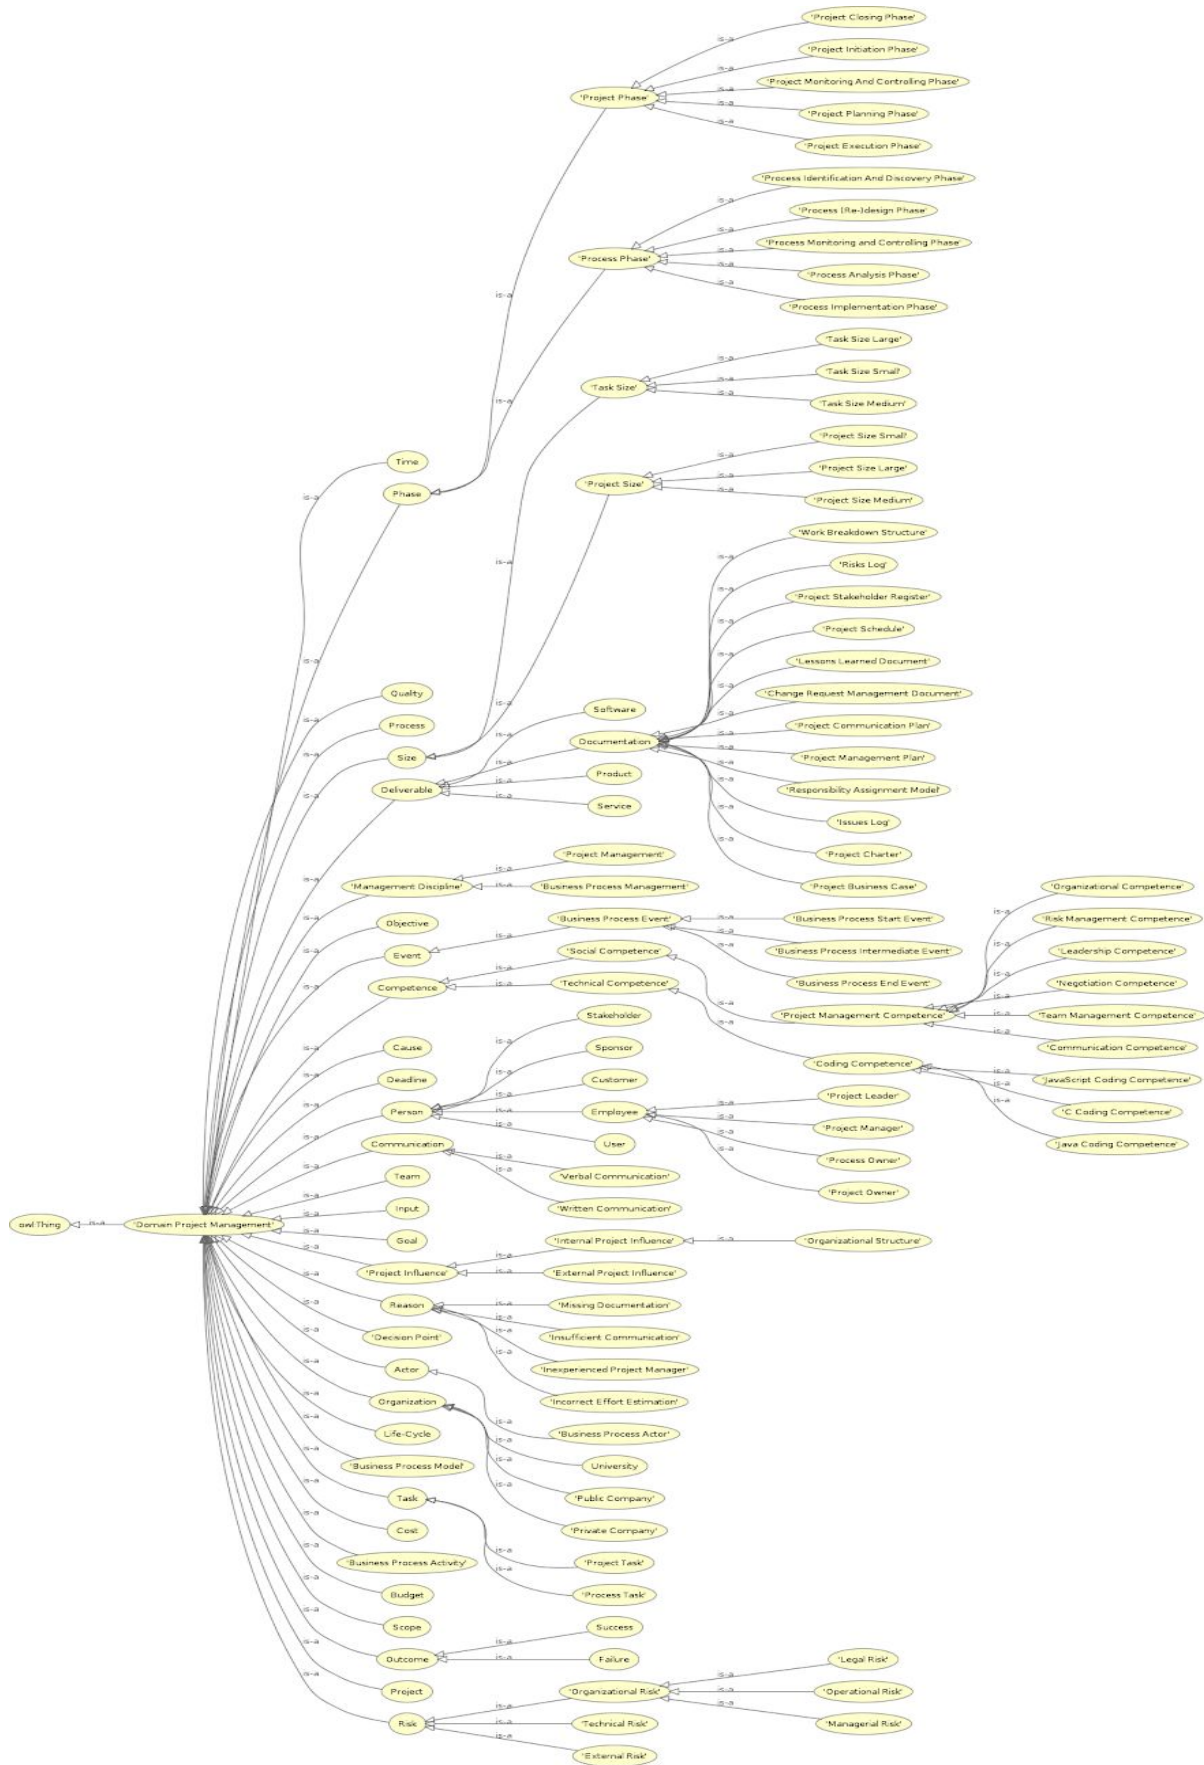 'Project Closing Phase'
'Project Initiation Phase'
'Project Monitoring And Controlling Phase'
'Project Phase'
'Project Planning Phase'
'Project Execution Phase'
'Process Identification And Discovery Phase'
'Process (Re-)design Phase'
'Process Monitoring and Controlling Phase'
'Process Phase'
'Process Analysis Phase'
'Process Implementation Phase'
'Task Size Large'
'Task Size Small'
'Task Size'
'Task Size Medium'
'Project Size Small'
Time
'Project Size Large'
'Project Size'
Phase
'Project Size Medium'
'Work Breakdown Structure'
'Risks Log'
'Project Stakeholder Register'
'Project Schedule'
'Lessons Learned Document'
Quality
'Change Request Management Document'
Software
Process
'Project Communication Plan'
Documentation
Size
'Project Management Plan'
Product
Deliverable
'Responsibility Assignment Model'
Service
'Issues Log'
'Project Management'
'Project Charter'
'Management Discipline'
'Business Process Management'
'Project Business Case'
'Organizational Competence'
Objective
'Business Process Event'
'Business Process Start Event'
'Risk Management Competence'
Event
'Social Competence'
'Business Process Intermediate Event'
'Leadership Competence'
Competence
'Technical Competence'
'Business Process End Event'
'Negotiation Competence'
Stakeholder
'Project Management Competence'
'Team Management Competence'
Cause
Sponsor
'Coding Competence'
'Communication Competence'
Deadline
Customer
'JavaScript Coding Competence'
Person
Employee
'Project Leader'
'C Coding Competence'
Communication
User
'Project Manager'
'Java Coding Competence'
Team
'Verbal Communication'
'Process Owner'
Input
'Written Communication'
'Project Owner'
owl:Thing
is-a
'Domain Project Management'
Goal
'Internal Project Influence'
is-a
'Organizational Structure'
'Project Influence'
'External Project Influence'
Reason
'Missing Documentation'
'Decision Point'
'Insufficient Communication'
Actor
'Inexperienced Project Manager'
Organization
'Incorrect Effort Estimation'
Life-Cycle
'Business Process Actor'
'Business Process Model'
University
Task
'Public Company'
Cost
'Private Company'
'Business Process Activity'
'Project Task'
Budget
'Process Task'
Scope
Success
Outcome
Failure
'Legal Risk'
Project
'Organizational Risk'
'Operational Risk'
Risk
'Technical Risk'
'Managerial Risk'
'External Risk'